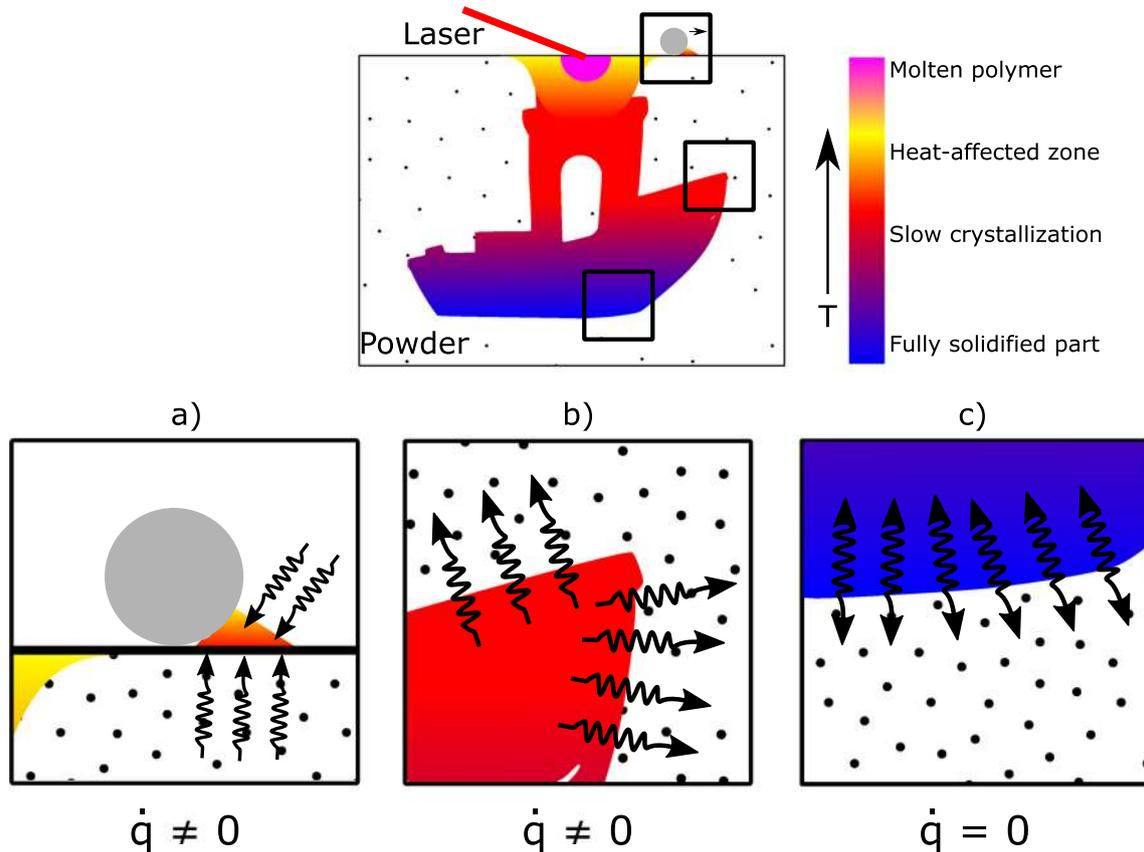 Laser
Molten polymer
Heat-affected zone
Slow crystallization
T
Fully solidified part
Powder
a)
b)
c)
q̇ ≠ 0
q̇ ≠ 0
q̇ = 0